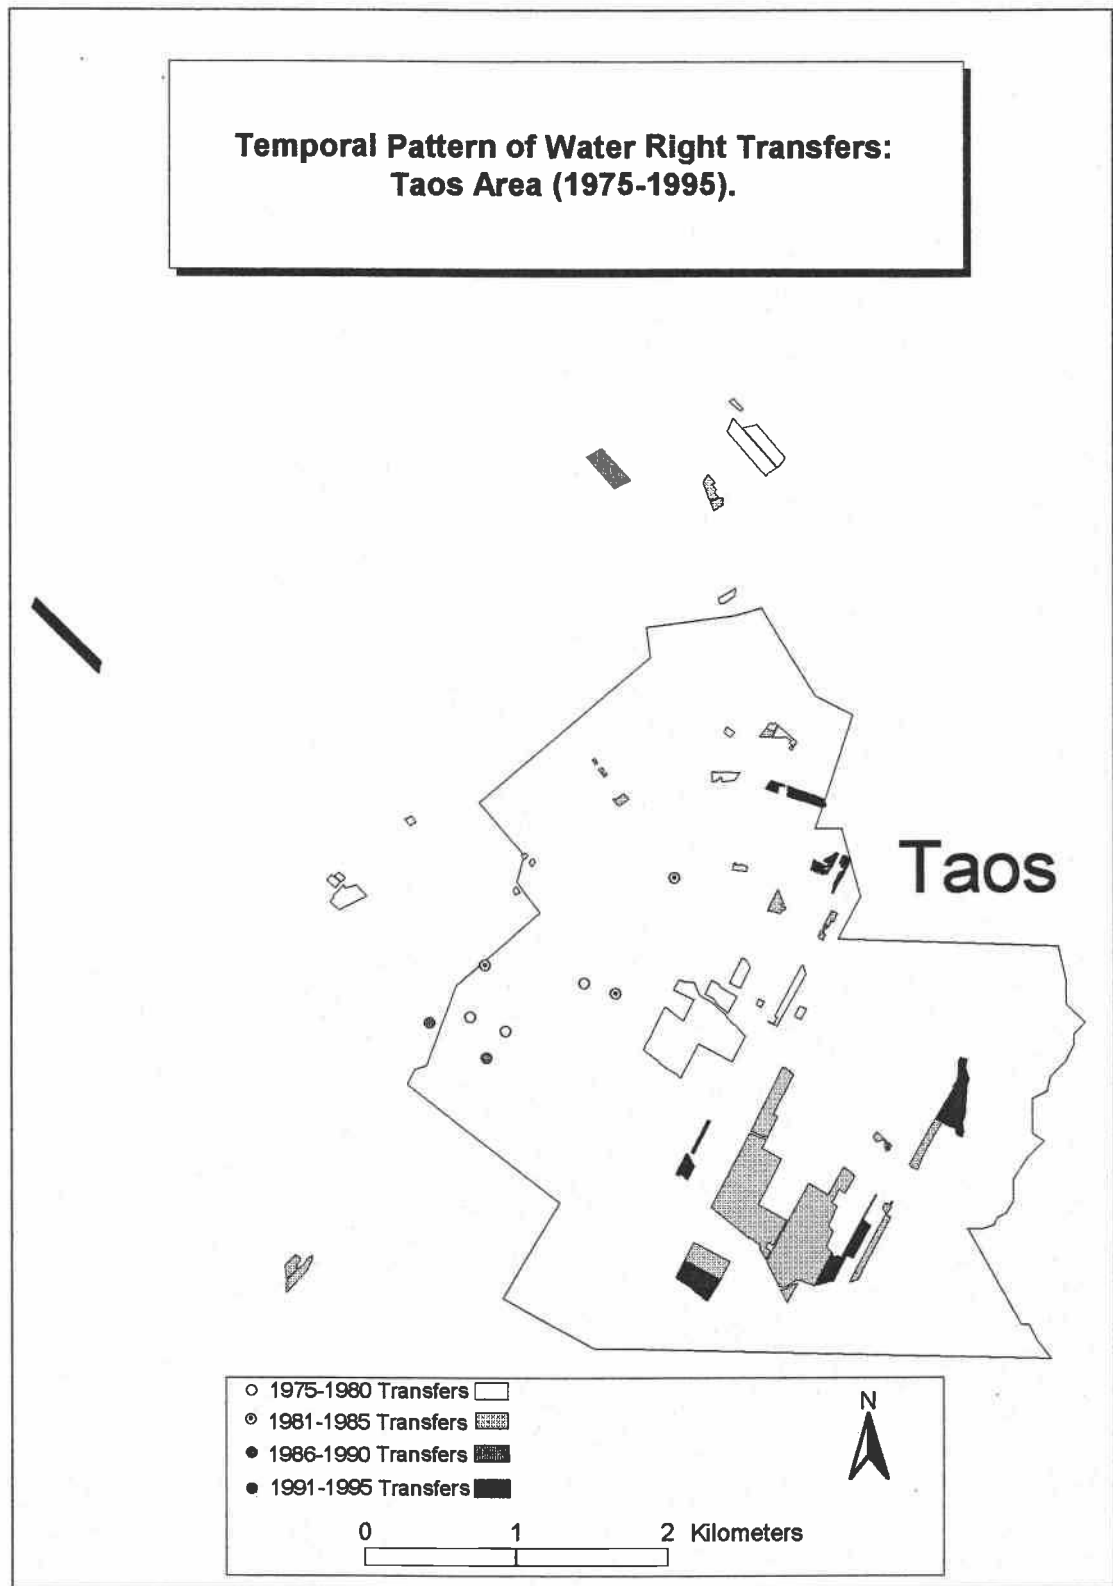 Temporal Pattern of Water Right Transfers:
Taos Area (1975-1995).
Taos
1975-1980 Transfers
1981-1985 Transfers
1986-1990 Transfers
1991-1995 Transfers
N
0 1 2 Kilometers